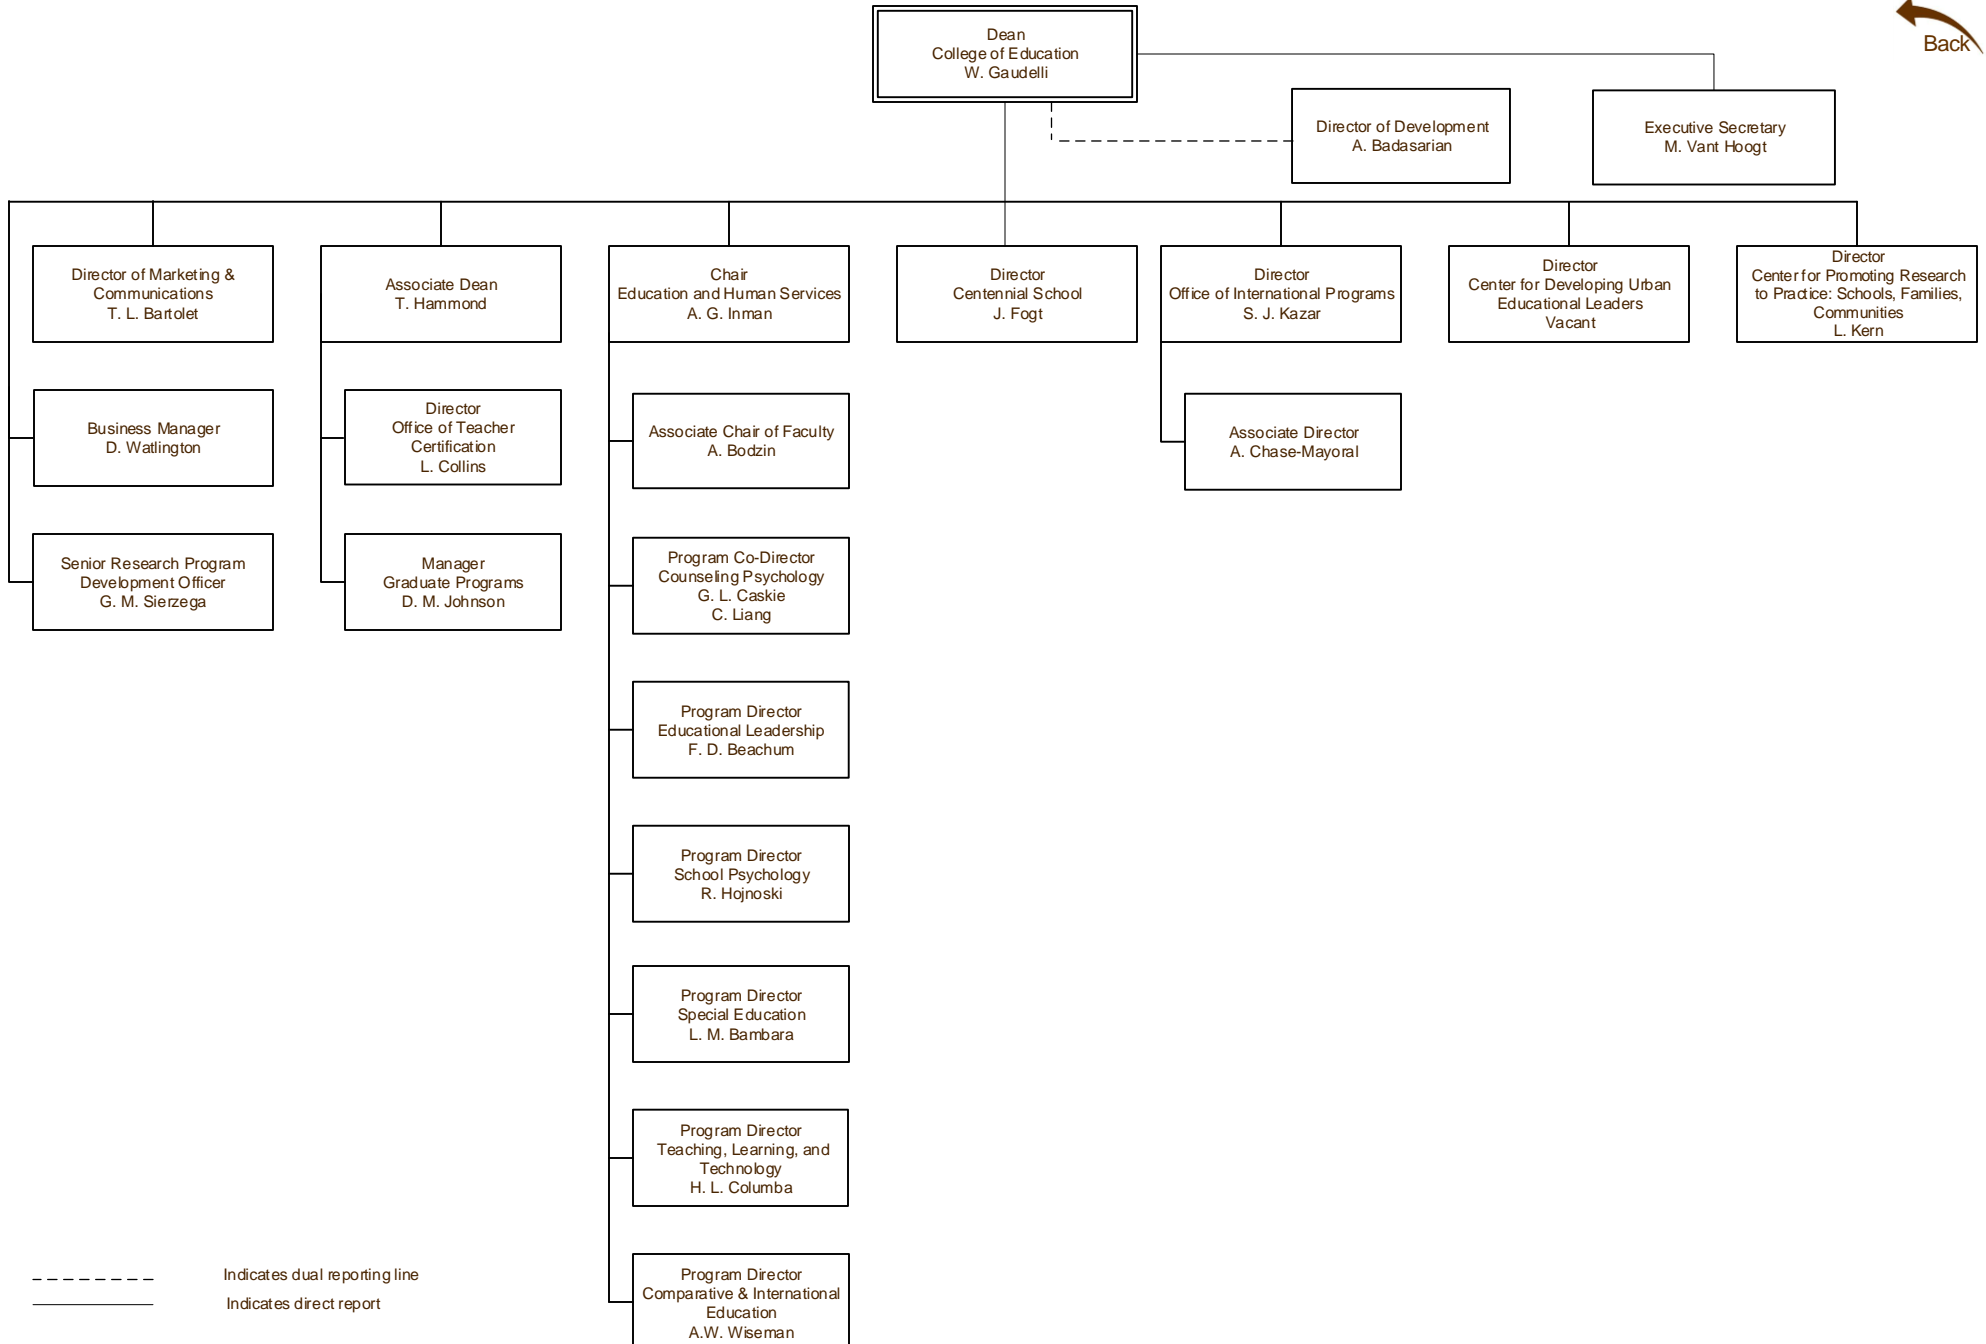 Back
Dean
College of Education
W. Gaudelli
Director of Development
A. Badasarian
Executive Secretary
M. Vant Hoogt
Director of Marketing &
Communications
T. L. Bartolet
Associate Dean
T. Hammond
Chair
Education and Human Services
A. G. Inman
Director
Centennial School
J. Fogt
Director
Office of International Programs
S. J. Kazar
Director
Center for Developing Urban
Educational Leaders
Vacant
Director
Center for Promoting Research
to Practice: Schools, Families,
Communities
L. Kern
Business Manager
D. Watlington
Director
Office of Teacher
Certification
L. Collins
Associate Chair of Faculty
A. Bodzin
Associate Director
A. Chase-Mayoral
Senior Research Program
Development Officer
G. M. Sierzega
Manager
Graduate Programs
D. M. Johnson
Program Co-Director
Counseling Psychology
G. L. Caskie
C. Liang
Program Director
Educational Leadership
F. D. Beachum
Program Director
School Psychology
R. Hojnoski
Program Director
Special Education
L. M. Bambara
Program Director
Teaching, Learning, and
Technology
H. L. Columba
Program Director
Comparative & International
Education
A.W. Wiseman
Indicates dual reporting line
Indicates direct report